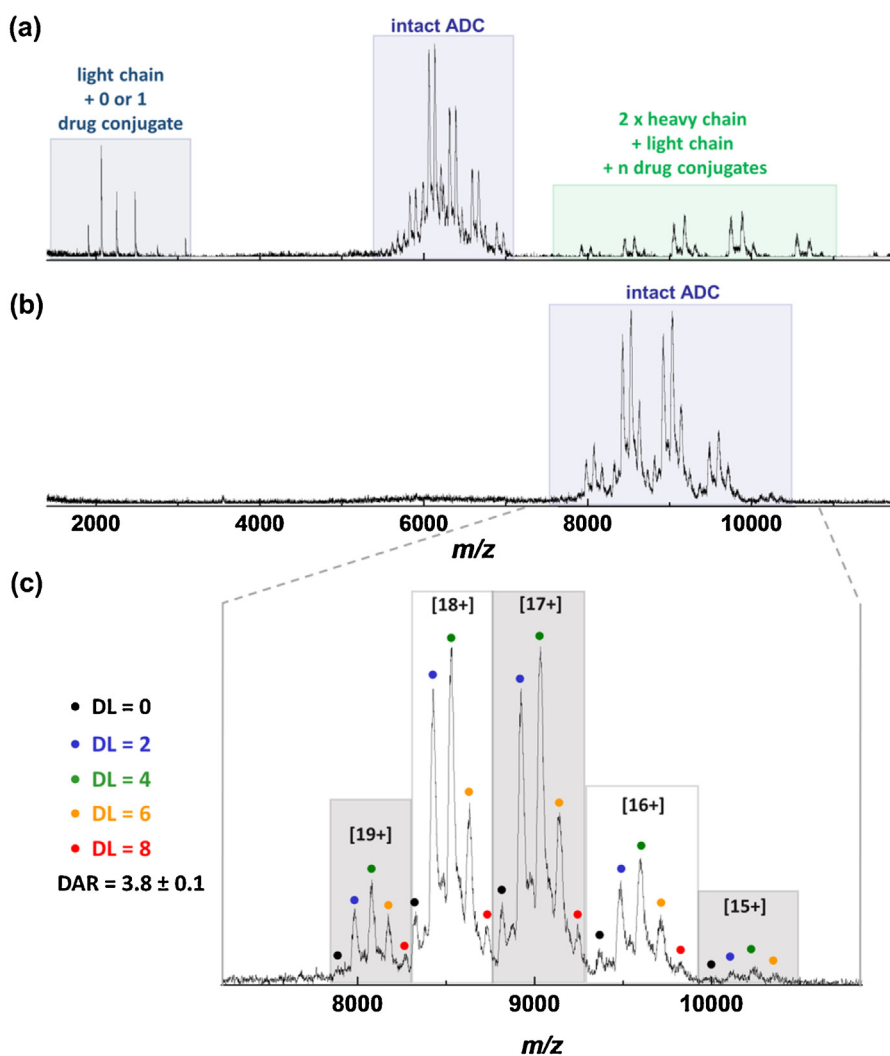 (a)
light chain
+ 0 or 1
drug conjugate
intact ADC
2 x heavy chain
+ light chain
+ n drug conjugates
(b)
intact ADC
2000 4000 6000 8000 10000
m/z
(c)
[19+] [18+] [17+] [16+] [15+]
DL = 0
DL = 2
DL = 4
DL = 6
DL = 8
DAR = 3.8 ± 0.1
8000 9000 10000
m/z